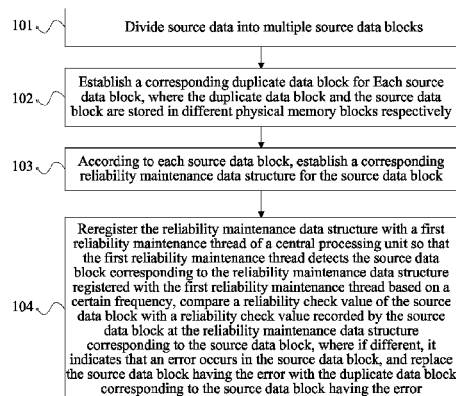 101
Divide source data into multiple source data blocks
102
Establish a corresponding duplicate data block for Each source
data block, where the duplicate data block and the source data
block are stored in different physical memory blocks respectively
103
According to each source data block, establish a corresponding
reliability maintenance data structure for the source data block
104
Reregister the reliability maintenance data structure with a first
reliability maintenance thread of a central processing unit so that
the first reliability maintenance thread detects the source data
block corresponding to the reliability maintenance data structure
registered with the first reliability maintenance thread based on a
certain frequency, compare a reliability check value of the source
data block with a reliability check value recorded by the source
data block at the reliability maintenance data structure
corresponding to the source data block, where if different, it
indicates that an error occurs in the source data block, and replace
the source data block having the error with the duplicate data block
corresponding to the source data block having the error